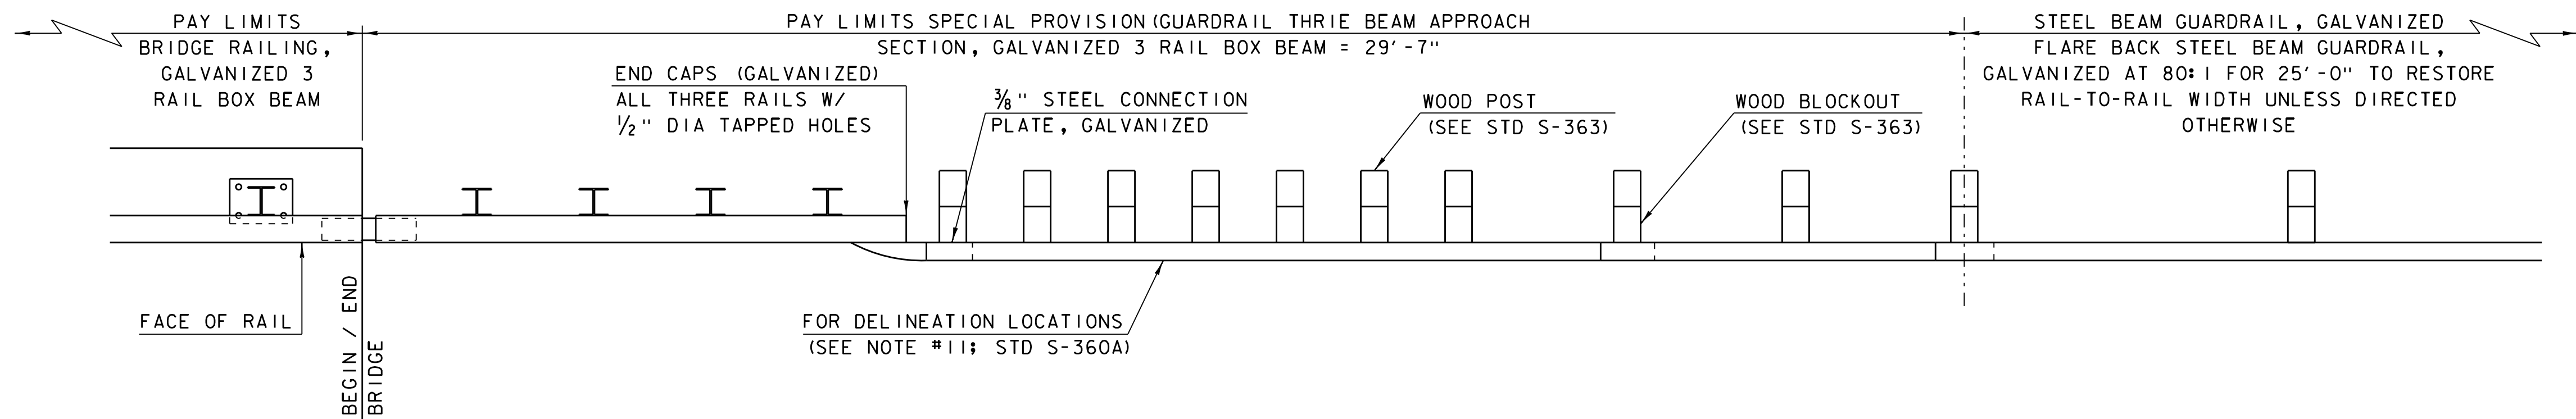 PAY LIMITS
BRIDGE RAILING,
GALVANIZED 3
RAIL BOX BEAM
PAY LIMITS SPECIAL PROVISION (GUARDRAIL THRIE BEAM APPROACH
SECTION, GALVANIZED 3 RAIL BOX BEAM = 29'-7"
STEEL BEAM GUARDRAIL, GALVANIZED
FLARE BACK STEEL BEAM GUARDRAIL,
GALVANIZED AT 80:1 FOR 25'-0" TO RESTORE
RAIL-TO-RAIL WIDTH UNLESS DIRECTED
OTHERWISE
END CAPS (GALVANIZED)
ALL THREE RAILS W/
½" DIA TAPPED HOLES
⅜" STEEL CONNECTION
PLATE, GALVANIZED
WOOD POST
(SEE STD S-363)
WOOD BLOCKOUT
(SEE STD S-363)
FACE OF RAIL
BEGIN / END
BRIDGE
FOR DELINEATION LOCATIONS
(SEE NOTE #11; STD S-360A)